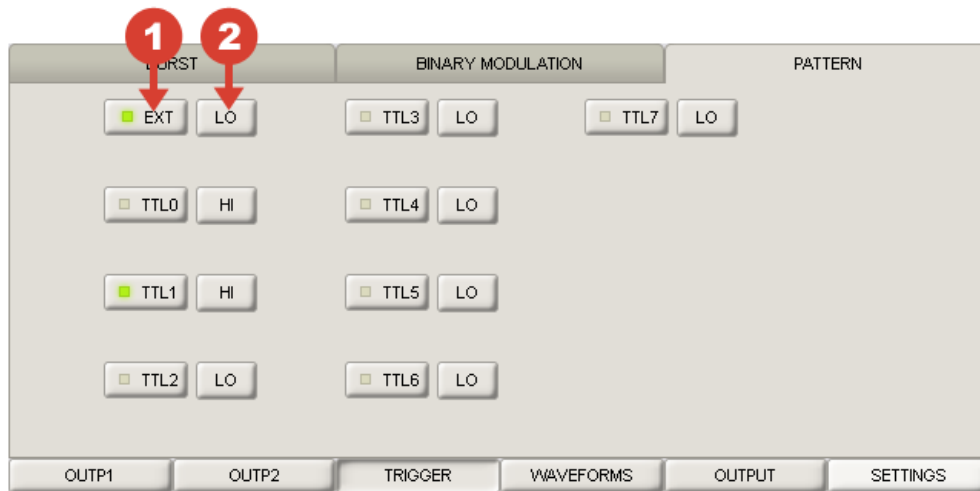 1 2
BURST BINARY MODULATION PATTERN
EXT LO TTL3 LO TTL7 LO
TTL0 HI TTL4 LO
TTL1 HI TTL5 LO
TTL2 LO TTL6 LO
OUTP1 OUTP2 TRIGGER WAVEFORMS OUTPUT SETTINGS